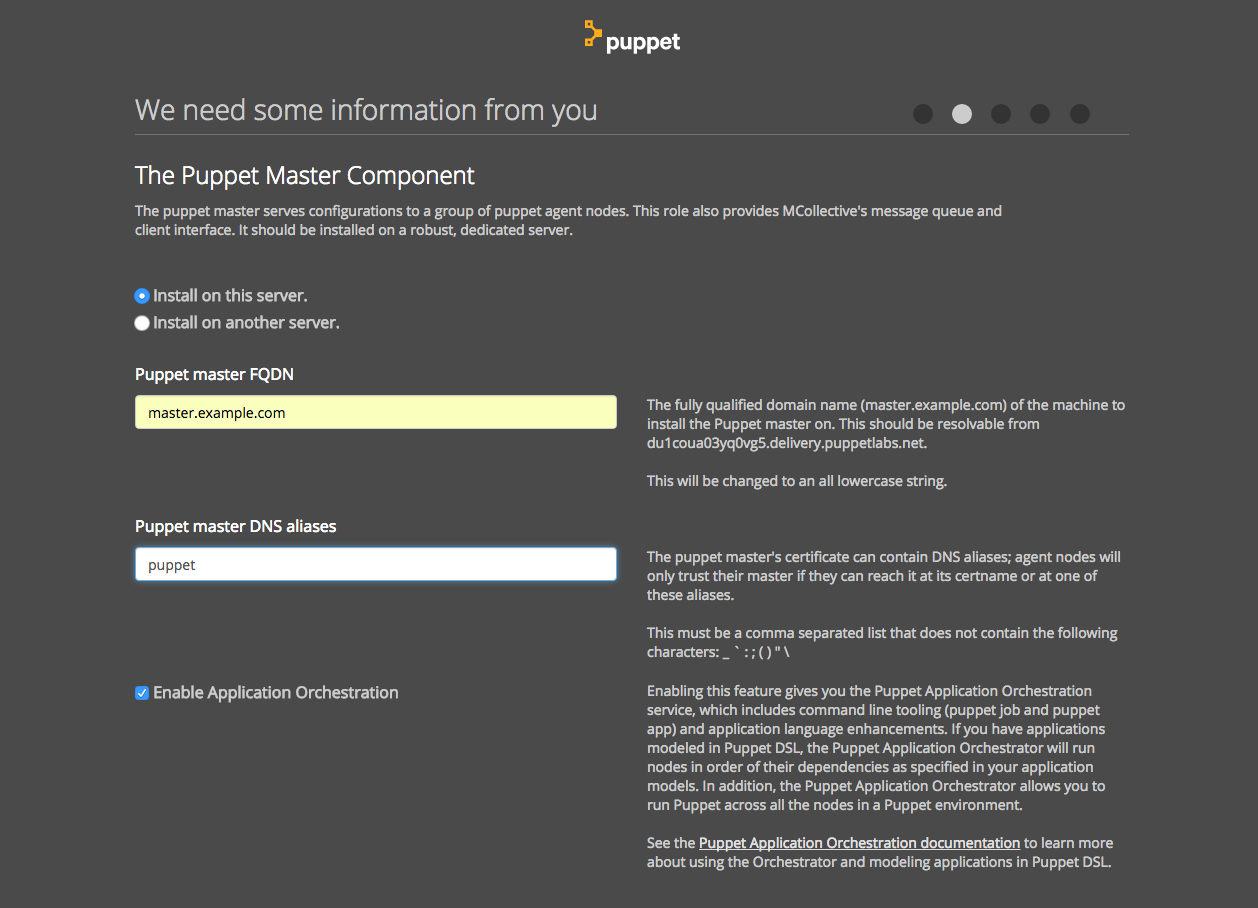 puppet
We need some information from you
The Puppet Master Component
The puppet master serves configurations to a group of puppet agent nodes. This role also provides MCollective's message queue and
client interface. It should be installed on a robust, dedicated server.
Install on this server.
Install on another server.
Puppet master FQDN
master.example.com
The fully qualified domain name (master.example.com) of the machine to
install the Puppet master on. This should be resolvable from
du1coua03yq0vg5.delivery.puppetlabs.net.
This will be changed to an all lowercase string.
Puppet master DNS aliases
puppet
The puppet master's certificate can contain DNS aliases; agent nodes will
only trust their master if they can reach it at its certname or at one of
these aliases.
This must be a comma separated list that does not contain the following
characters: _ ` : ; ( ) " \
Enable Application Orchestration
Enabling this feature gives you the Puppet Application Orchestration
service, which includes command line tooling (puppet job and puppet
app) and application language enhancements. If you have applications
modeled in Puppet DSL, the Puppet Application Orchestrator will run
nodes in order of their dependencies as specified in your application
models. In addition, the Puppet Application Orchestrator allows you to
run Puppet across all the nodes in a Puppet environment.
See the Puppet Application Orchestration documentation to learn more
about using the Orchestrator and modeling applications in Puppet DSL.